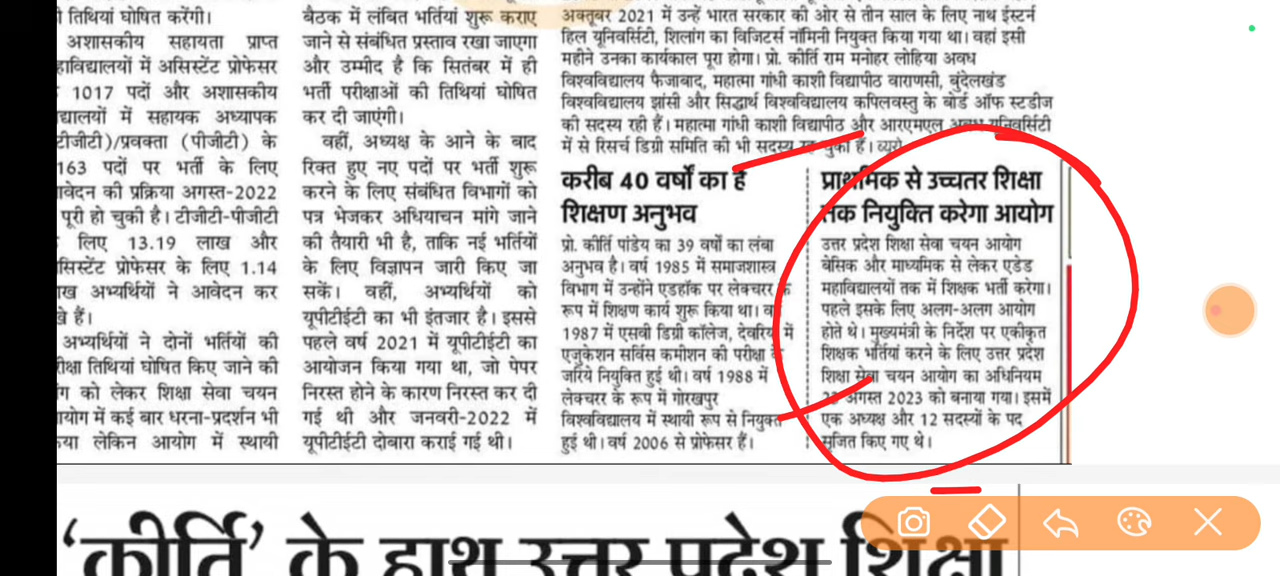 तिथियां घोषित करेंगी।
अशासकीय सहायता प्राप्त
हाविद्यालयों में असिस्टेंट प्रोफेसर
1017 पदों और अशासकीय
द्यालयों में सहायक अध्यापक
टीजीटी)/प्रवक्ता (पीजीटी) के
163 पदों पर भर्ती के लिए
वेदन की प्रक्रिया अगस्त-2022
पूरी हो चुकी है। टीजीटी-पीजीटी
लिए 13.19 लाख और
सिस्टेंट प्रोफेसर के लिए 1.14
ख अभ्यर्थियों ने आवेदन कर
खे हैं।
अभ्यर्थियों ने दोनों भर्तियों की
रीक्षा तिथियां घोषित किए जाने की
ग को लेकर शिक्षा सेवा चयन
योग में कई बार धरना-प्रदर्शन भी
या लेकिन आयोग में स्थायी
बैठक में लंबित भर्तियां शुरू कराए
जाने से संबंधित प्रस्ताव रखा जाएगा
और उम्मीद है कि सितंबर में ही
भर्ती परीक्षाओं की तिथियां घोषित
कर दी जाएंगी।
वहीं, अध्यक्ष के आने के बाद
रिक्त हुए नए पदों पर भर्ती शुरू
करने के लिए संबंधित विभागों को
पत्र भेजकर अधियाचन मांगे जाने
की तैयारी भी है, ताकि नई भर्तियों
के लिए विज्ञापन जारी किए जा
सकें। वहीं, अभ्यर्थियों को
यूपीटीईटी का भी इंतजार है। इससे
पहले वर्ष 2021 में यूपीटीईटी का
आयोजन किया गया था, जो पेपर
निरस्त होने के कारण निरस्त कर दी
गई थी और जनवरी-2022 में
यूपीटीईटी दोबारा कराई गई थी।
अक्तूबर 2021 में उन्हें भारत सरकार की ओर से तीन साल के लिए नाथ ईस्टर्न
हिल यूनिवर्सिटी, शिलांग का विजिटर्स नॉमिनी नियुक्त किया गया था। वहां इसी
महीने उनका कार्यकाल पूरा होगा। प्रो. कीर्ति राम मनोहर लोहिया अवध
विश्वविद्यालय फैजाबाद, महात्मा गांधी काशी विद्यापीठ वाराणसी, बुंदेलखंड
विश्वविद्यालय झांसी और सिद्धार्थ विश्वविद्यालय कपिलवस्तु के बोर्ड ऑफ स्टडीज
की सदस्य रही हैं। महात्मा गांधी काशी विद्यापीठ और आरएमएल अवध यूनिवर्सिटी
में से रिसर्च डिग्री समिति की भी सदस्य रह चुकी हैं। ब्यूरो
करीब 40 वर्षों का है
शिक्षण अनुभव
प्रो. कीर्ति पांडेय का 39 वर्षों का लंबा
अनुभव है। वर्ष 1985 में समाजशास्त्र
विभाग में उन्होंने एडहॉक पर लेक्चरर के
रूप में शिक्षण कार्य शुरू किया था। वर्ष
1987 में एसवी डिग्री कॉलेज, देवरिया में
एजुकेशन सर्विस कमीशन की परीक्षा के
जरिये नियुक्ति हुई थी। वर्ष 1988 में
लेक्चरर के रूप में गोरखपुर
विश्वविद्यालय में स्थायी रूप से नियुक्त
हुई थी। वर्ष 2006 से प्रोफेसर हैं।
प्राथमिक से उच्चतर शिक्षा
तक नियुक्ति करेगा आयोग
उत्तर प्रदेश शिक्षा सेवा चयन आयोग
बेसिक और माध्यमिक से लेकर एडेड
महाविद्यालयों तक में शिक्षक भर्ती करेगा।
पहले इसके लिए अलग-अलग आयोग
होते थे। मुख्यमंत्री के निर्देश पर एकीकृत
शिक्षक भर्तियां करने के लिए उत्तर प्रदेश
शिक्षा सेवा चयन आयोग का अधिनियम
अगस्त 2023 को बनाया गया। इसमें
एक अध्यक्ष और 12 सदस्यों के पद
सृजित किए गए थे।
‘कीर्ति’ के हाथ उत्तर प्रदेश शिक्षा